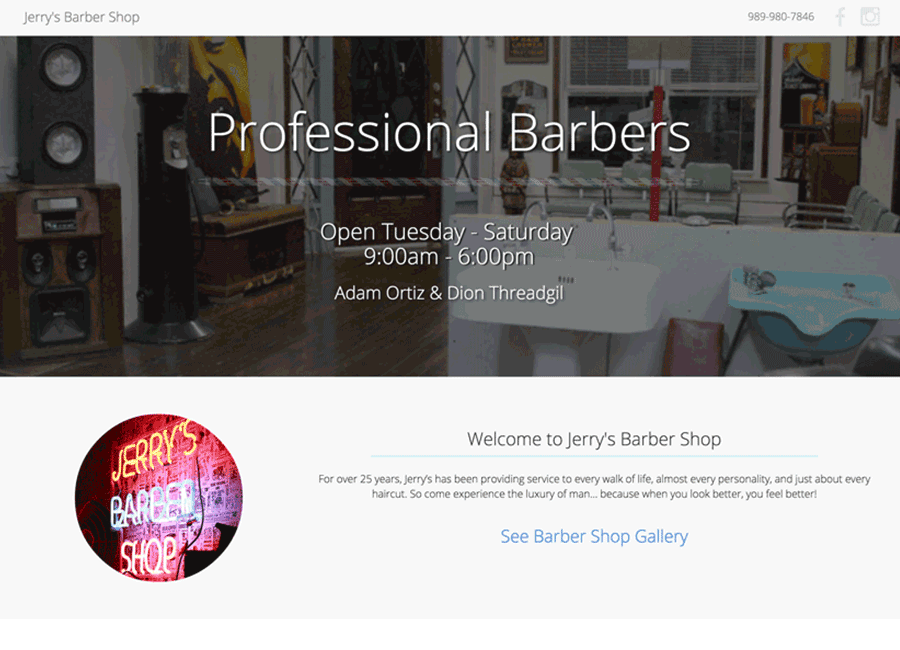 Jerry's Barber Shop
989-980-7846
Professional Barbers
Open Tuesday - Saturday
9:00am - 6:00pm
Adam Ortiz & Dion Threadgil
JERRY'S
BARBER
SHOP
Welcome to Jerry's Barber Shop
For over 25 years, Jerry's has been providing service to every walk of life, almost every personality, and just about every
haircut. So come experience the luxury of man... because when you look better, you feel better!
See Barber Shop Gallery